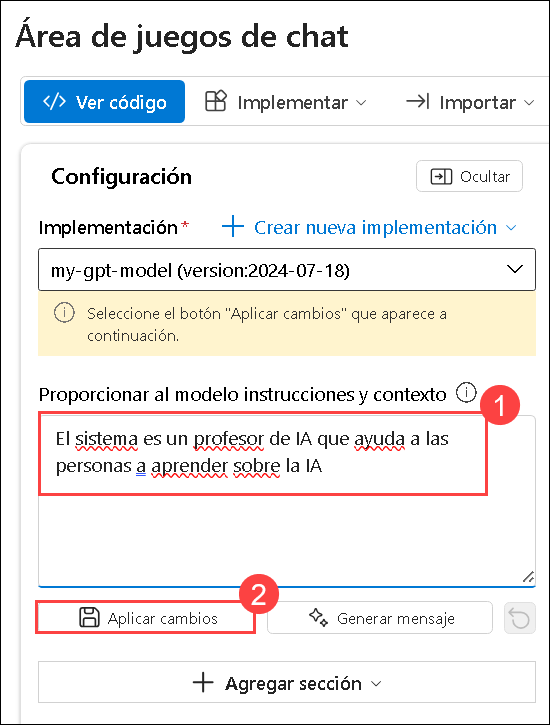 Área de juegos de chat
</> Ver código Implementar Importar
Configuración Ocultar
Implementación* Crear nueva implementación
my-gpt-model (version:2024-07-18)
Seleccione el botón "Aplicar cambios" que aparece a
continuación.
Proporcionar al modelo instrucciones y contexto
1
El sistema es un profesor de IA que ayuda a las
personas a aprender sobre la IA
2
Aplicar cambios Generar mensaje
Agregar sección